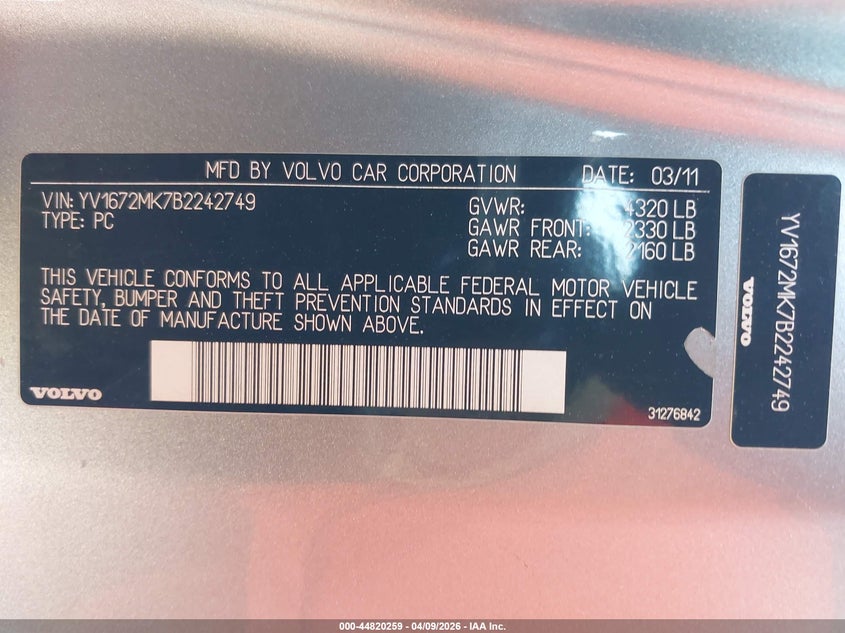 MFD BY VOLVO CAR CORPORATION DATE: 03/11
VIN: YV1672MK7B2242749
TYPE: PC
GVWR: 4320 LB
GAWR FRONT: 2330 LB
GAWR REAR: 2160 LB
THIS VEHICLE CONFORMS TO ALL APPLICABLE FEDERAL MOTOR VEHICLE
SAFETY, BUMPER AND THEFT PREVENTION STANDARDS IN EFFECT ON
THE DATE OF MANUFACTURE SHOWN ABOVE.
VOLVO
31276842
VOLVO
YV1672MK7B2242749
000-44820259 - 04/09/2026 - IAA Inc.